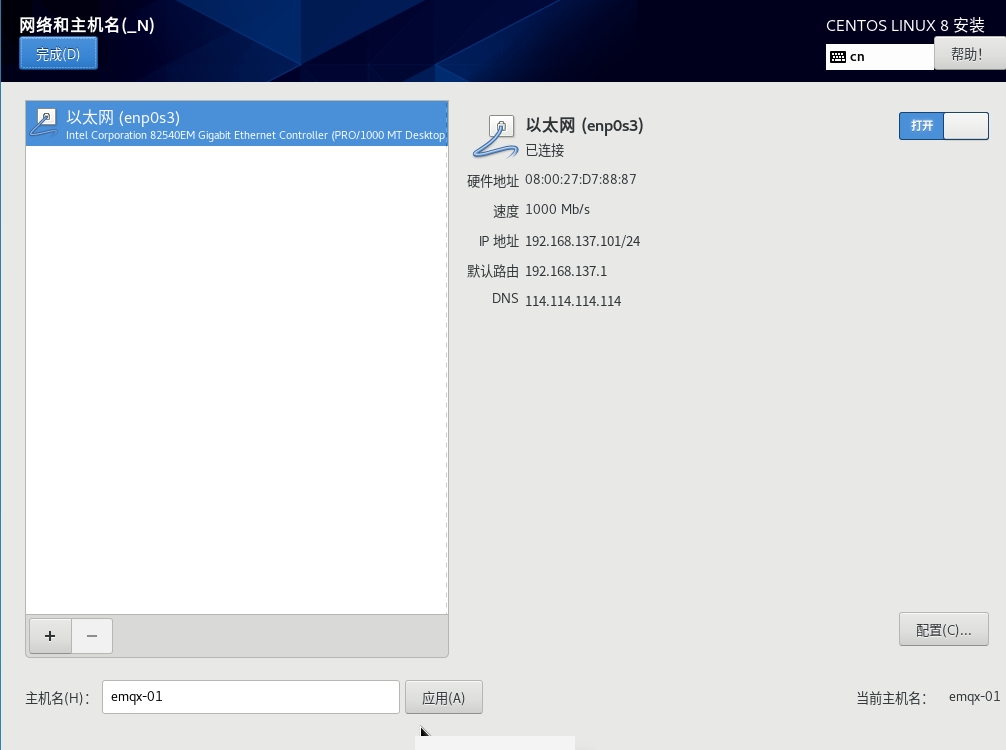 网络和主机名(_N)
CENTOS LINUX 8 安装
完成(D)
cn
帮助!
以太网 (enp0s3)
Intel Corporation 82540EM Gigabit Ethernet Controller (PRO/1000 MT Desktop
以太网 (enp0s3)
已连接
打开
硬件地址 08:00:27:D7:88:87
速度 1000 Mb/s
IP 地址 192.168.137.101/24
默认路由 192.168.137.1
DNS 114.114.114.114
+ −
配置(C)...
主机名(H): emqx-01 应用(A) 当前主机名: emqx-01